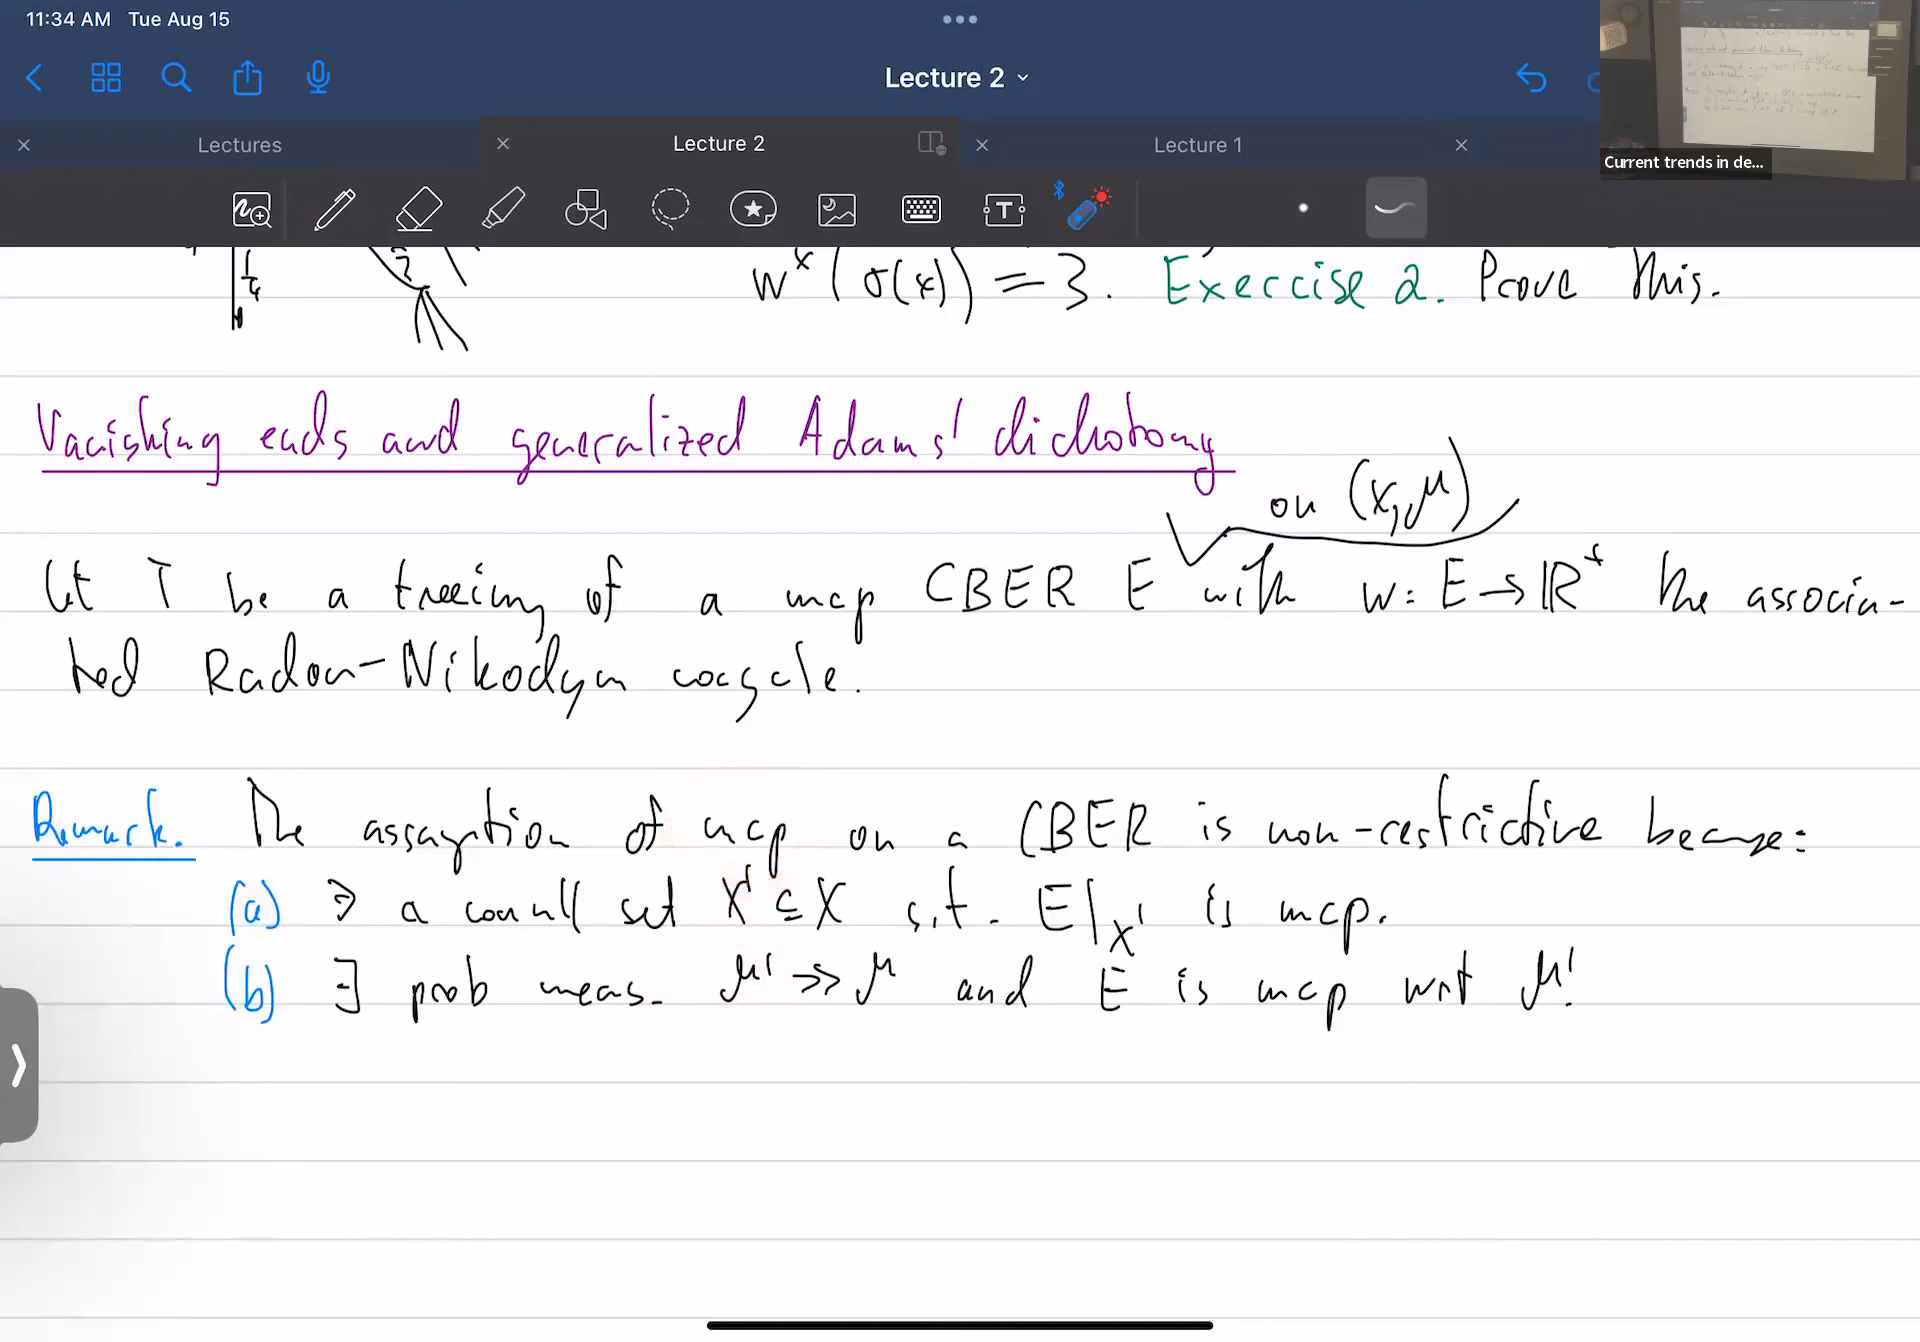 11:34 AM Tue Aug 15
Lecture 2
Lectures
Lecture 2
Lecture 1
Current trends in de...
1/4
w^x (σ(x)) = 3. Exercise 2. Prove this.
Vanishing ends and generalized Adams' dichotomy
on (X, μ)
Let T be a treeing of a mcp CBER E with w: E → ℝ⁺ the associa-
ted Radon-Nikodym cocycle.
Remark. The assumption of mcp on a CBER is non-restrictive because:
(a) ∃ a conull set X' ⊆ X s.t. E|_X' is mcp.
(b) ∃ prob meas. μ' >> μ and E is mcp wrt μ'.